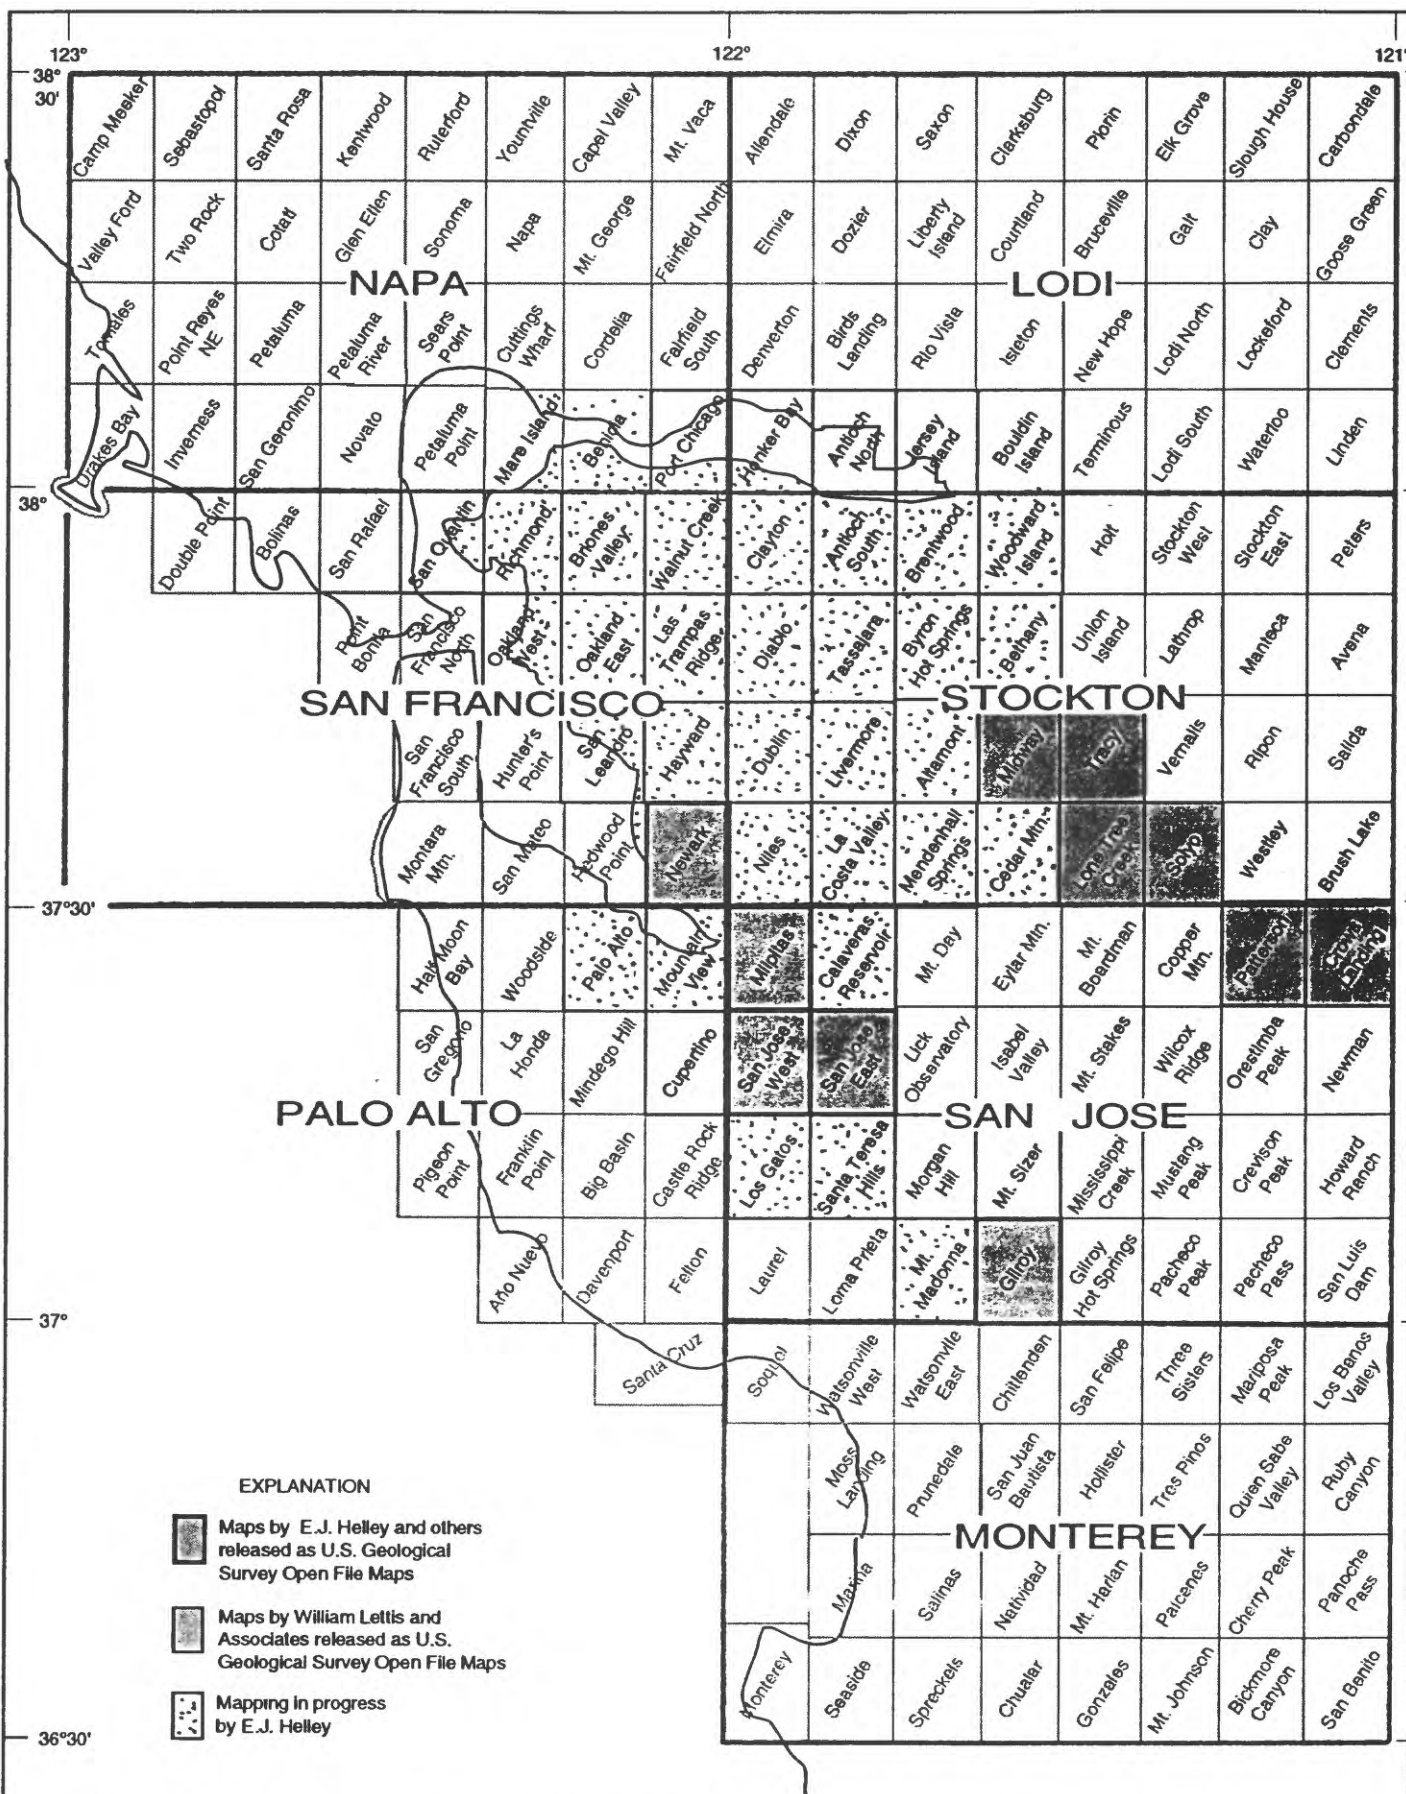 123°
122°
121°
38°
30'
Camp Meeker
Sebastopol
Santa Rosa
Kentwood
Ruterford
Yountville
Capel Valley
Mt. Vaca
Allendale
Dixon
Saxon
Clarksburg
Plorin
Elk Grove
Slough House
Carbondale
Valley Ford
Two Rock
Cotati
Glen Ellen
Sonoma
Napa
Mt. George
Fairfield North
Elmira
Dozier
Liberty
Island
Courtland
Bruceville
Galt
Clay
Goose Green
NAPA
LODI
Tomales
Point Reyes
NE
Petaluma
Petaluma
River
Sears
Point
Cuttings
Wharf
Cordelia
Fairfield
South
Denverton
Birds
Landing
Rio Vista
Isleton
New Hope
Lodi North
Lockeford
Clements
Drakes Bay
Inverness
San Geronimo
Novato
Petaluma
Point
Mare Island
Benicia
Port Chicago
Honker Bay
Antioch
North
Jersey
Island
Bouldin
Island
Terminous
Lodi South
Waterloo
Linden
38°
Double Point
Bolinas
San Rafael
San Quentin
Richmond
Briones
Valley
Walnut Creek
Clayton
Antioch
South
Brentwood
Woodward
Island
Holt
Stockton
West
Stockton
East
Peters
Point
Bonita
San
Francisco
North
Oakland
West
Oakland
East
Las
Trampas
Ridge
Diablo
Tassajara
Byron
Hot Springs
Bethany
Union
Island
Lathrop
Manteca
Avena
SAN FRANCISCO
STOCKTON
San
Francisco
South
Hunter's
Point
San
Leandro
Hayward
Dublin
Livermore
Altamont
Midway
Tracy
Vernalis
Ripon
Salida
Montara
Mtn.
San Mateo
Redwood
Point
Newark
Niles
La
Costa Valley
Mendenhall
Springs
Cedar Mtn.
Lone Tree
Creek
Solyo
Westley
Brush Lake
37°30'
Half Moon
Bay
Woodside
Palo Alto
Mountain
View
Milpitas
Calaveras
Reservoir
Mt. Day
Eylar Mtn.
Mt.
Boardman
Copper
Mtn.
Patterson
Crows
Landing
San
Gregorio
La
Honda
Mindego Hill
Cupertino
San Jose
West
San Jose
East
Lick
Observatory
Isabel
Valley
Mt. Stakes
Wilcox
Ridge
Orestimba
Peak
Newman
PALO ALTO
SAN JOSE
Pigeon
Point
Franklin
Point
Big Basin
Castle Rock
Ridge
Los Gatos
Santa Teresa
Hills
Morgan
Hill
Mt. Sizer
Mississippi
Creek
Mustang
Peak
Crevison
Peak
Howard
Ranch
Año Nuevo
Davenport
Felton
Laurel
Loma Prieta
Mt.
Madonna
Gilroy
Gilroy
Hot Springs
Pacheco
Peak
Pacheco
Pass
San Luis
Dam
37°
Santa Cruz
Soquel
Watsonville
West
Watsonville
East
Chittenden
San Felipe
Three
Sisters
Mariposa
Peak
Los Banos
Valley
Moss
Landing
Prunedale
San Juan
Bautista
Hollister
Tres Pinos
Quien Sabe
Valley
Ruby
Canyon
MONTEREY
Marina
Salinas
Natividad
Mt. Harlan
Paicenes
Cherry Peak
Panoche
Pass
Monterey
Seaside
Spreckels
Chualar
Gonzales
Mt. Johnson
Bickmore
Canyon
San Benito
36°30'
EXPLANATION
Maps by E.J. Helley and others
released as U.S. Geological
Survey Open File Maps
Maps by William Lettis and
Associates released as U.S.
Geological Survey Open File Maps
Mapping in progress
by E.J. Helley